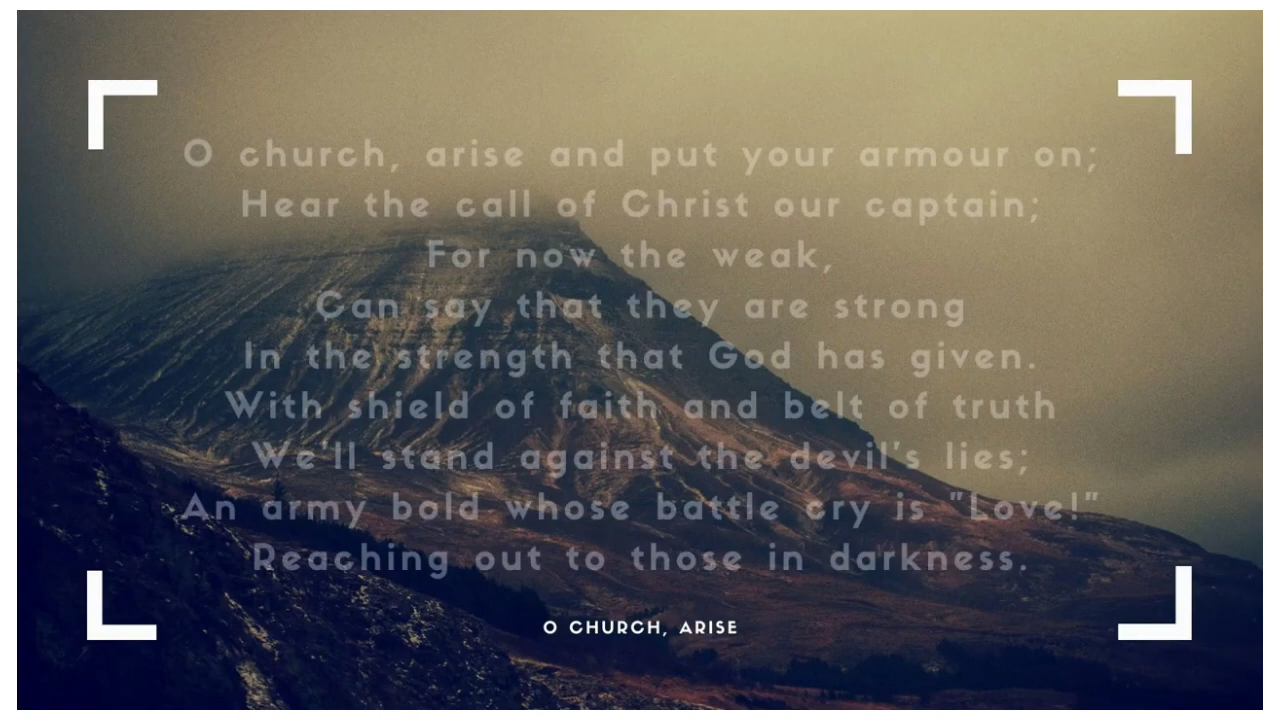 O church, arise and put your armour on;
Hear the call of Christ our captain;
For now the weak,
Can say that they are strong
In the strength that God has given.
With shield of faith and belt of truth
We'll stand against the devil's lies;
An army bold whose battle cry is "Love!"
Reaching out to those in darkness.
O CHURCH, ARISE